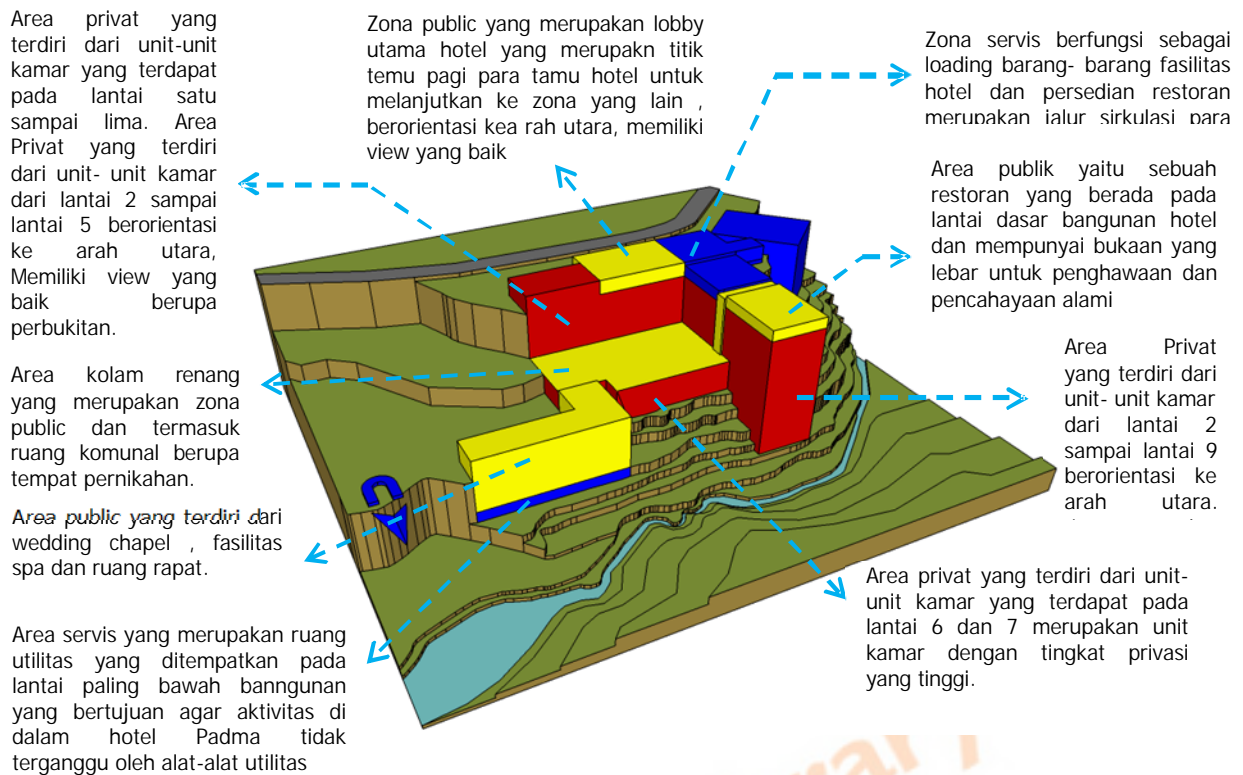 Area privat yang
terdiri dari unit-unit
kamar yang terdapat
pada lantai satu
sampai lima. Area
Privat yang terdiri
dari unit- unit kamar
dari lantai 2 sampai
lantai 5 berorientasi
ke arah utara,
Memiliki view yang
baik berupa
perbukitan.
Zona public yang merupakan lobby
utama hotel yang merupakn titik
temu pagi para tamu hotel untuk
melanjutkan ke zona yang lain ,
berorientasi kea rah utara, memiliki
view yang baik
Zona servis berfungsi sebagai
loading barang- barang fasilitas
hotel dan persedian restoran
merupakan jalur sirkulasi para
Area publik yaitu sebuah
restoran yang berada pada
lantai dasar bangunan hotel
dan mempunyai bukaan yang
lebar untuk penghawaan dan
pencahayaan alami
Area Privat
yang terdiri dari
unit- unit kamar
dari lantai 2
sampai lantai 9
berorientasi ke
arah utara.
Area kolam renang
yang merupakan zona
public dan termasuk
ruang komunal berupa
tempat pernikahan.
Area public yang terdiri dari
wedding chapel , fasilitas
spa dan ruang rapat.
Area servis yang merupakan ruang
utilitas yang ditempatkan pada
lantai paling bawah banngunan
yang bertujuan agar aktivitas di
dalam hotel Padma tidak
terganggu oleh alat-alat utilitas
Area privat yang terdiri dari unit-
unit kamar yang terdapat pada
lantai 6 dan 7 merupakan unit
kamar dengan tingkat privasi
yang tinggi.